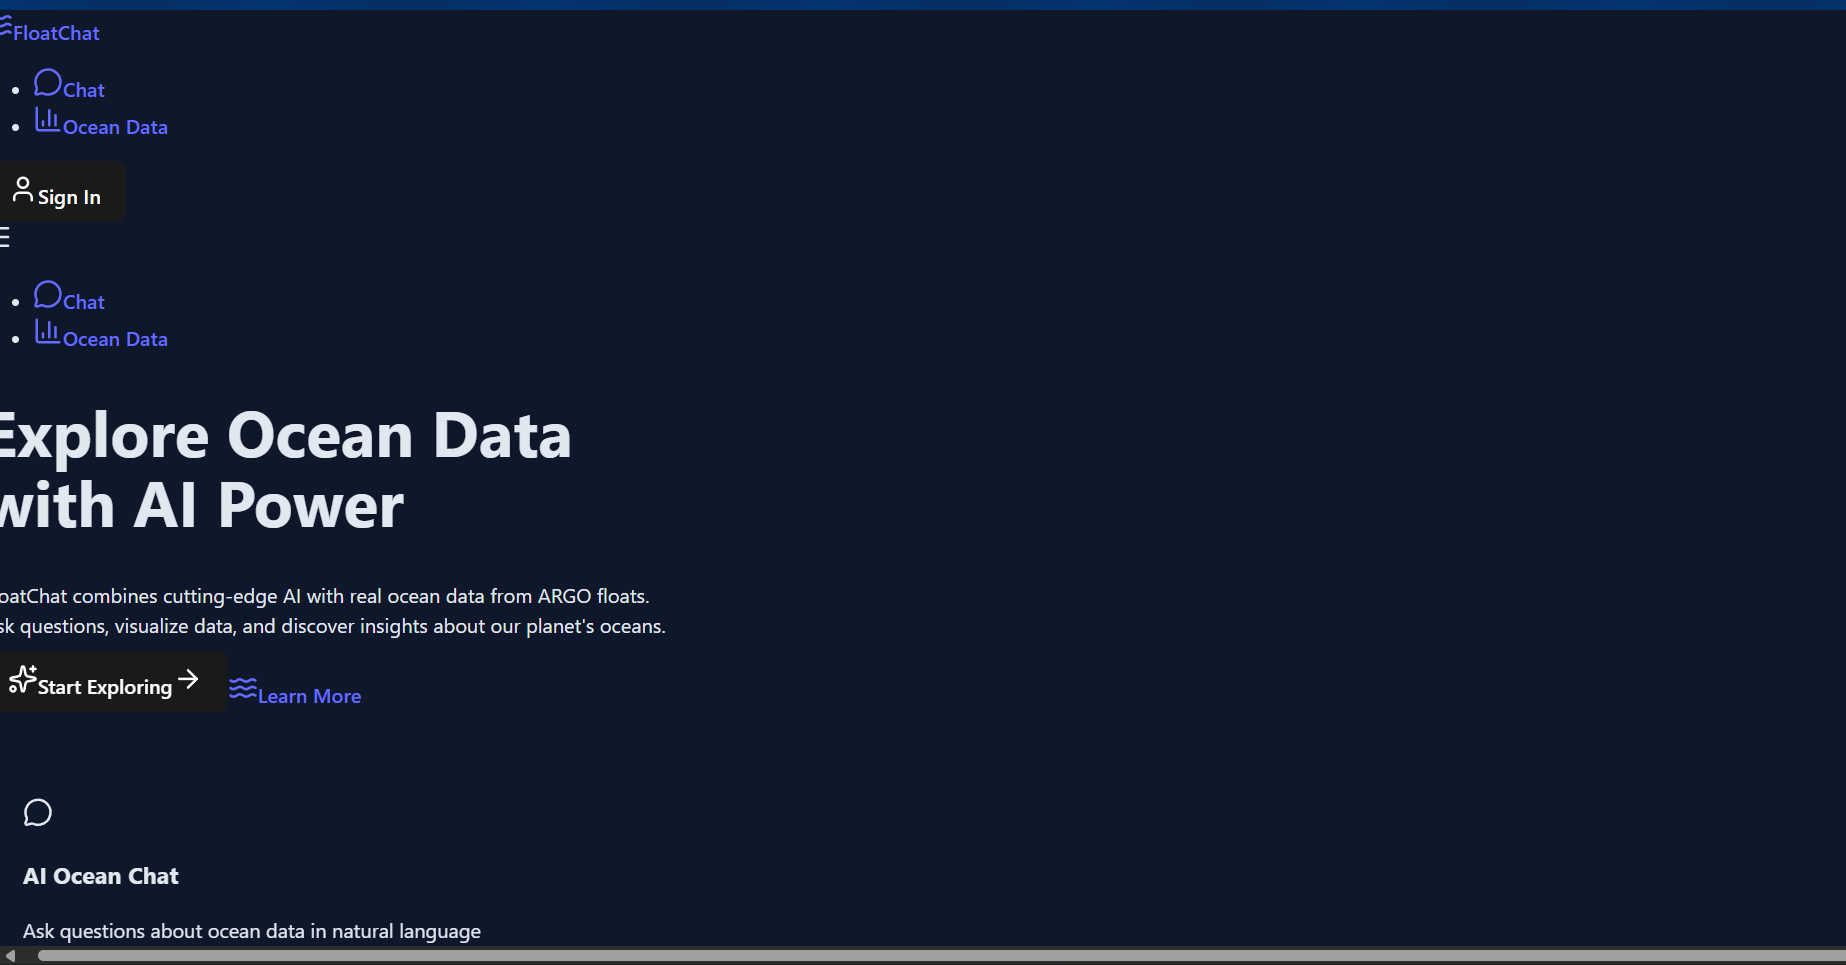 FloatChat
Chat
Ocean Data
Sign In
Chat
Ocean Data
Explore Ocean Data
with AI Power
oatChat combines cutting-edge AI with real ocean data from ARGO floats.
sk questions, visualize data, and discover insights about our planet's oceans.
Start Exploring
Learn More
AI Ocean Chat
Ask questions about ocean data in natural language